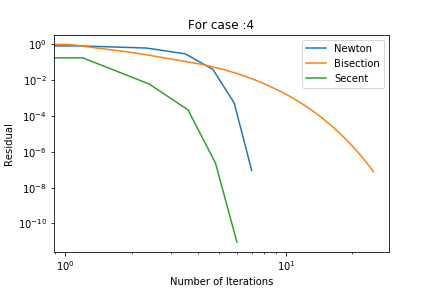 For case :4
Newton
Bisection
Secent
Residual
10^0
10^-2
10^-4
10^-6
10^-8
10^-10
10^0
10^1
Number of Iterations